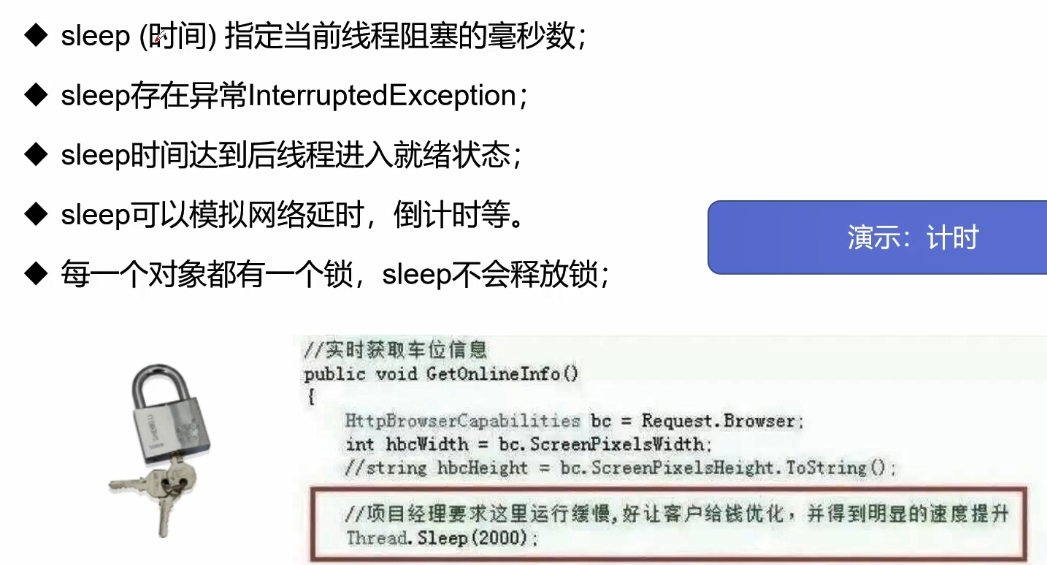 ◆ sleep (时间) 指定当前线程阻塞的毫秒数；
◆ sleep存在异常InterruptedException；
◆ sleep时间达到后线程进入就绪状态；
◆ sleep可以模拟网络延时，倒计时等。
演示：计时
◆ 每一个对象都有一个锁，sleep不会释放锁；
//实时获取车位信息
public void GetOnlineInfo()
{
HttpBrowserCapabilities bc = Request.Browser;
int hbcWidth = bc.ScreenPixelsWidth;
//string hbcHeight = bc.ScreenPixelsHeight.ToString();
//项目经理要求这里运行缓慢,好让客户给钱优化，并得到明显的速度提升
Thread.Sleep(2000);